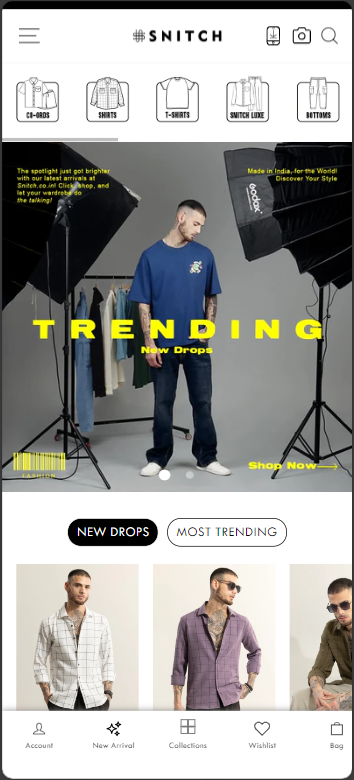 #SNITCH
CO-ORDS
SHIRTS
T-SHIRTS
SNITCH LUXE
BOTTOMS
The spotlight just got brighter
with our latest arrivals at
Snitch.co.in! Click, shop, and
let your wardrobe do
the talking!
Made in India, for the World!
Discover Your Style
Godox
TRENDING
New Drops
FASHION
Shop Now
NEW DROPS
MOST TRENDING
Account
New Arrival
Collections
Wishlist
Bag